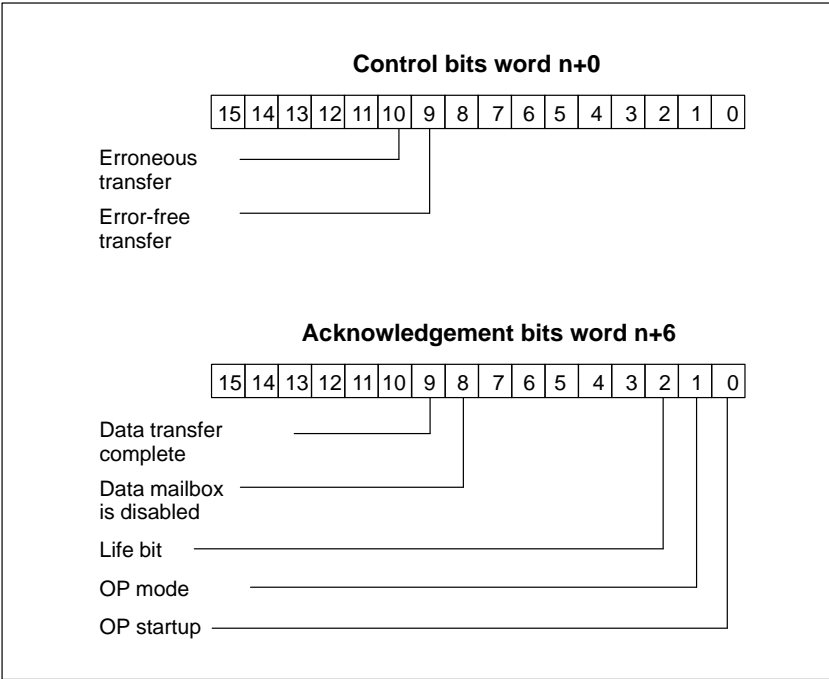 Control bits word n+0
15 14 13 12 11 10 9 8 7 6 5 4 3 2 1 0
Erroneous
transfer
Error-free
transfer
Acknowledgement bits word n+6
15 14 13 12 11 10 9 8 7 6 5 4 3 2 1 0
Data transfer
complete
Data mailbox
is disabled
Life bit
OP mode
OP startup